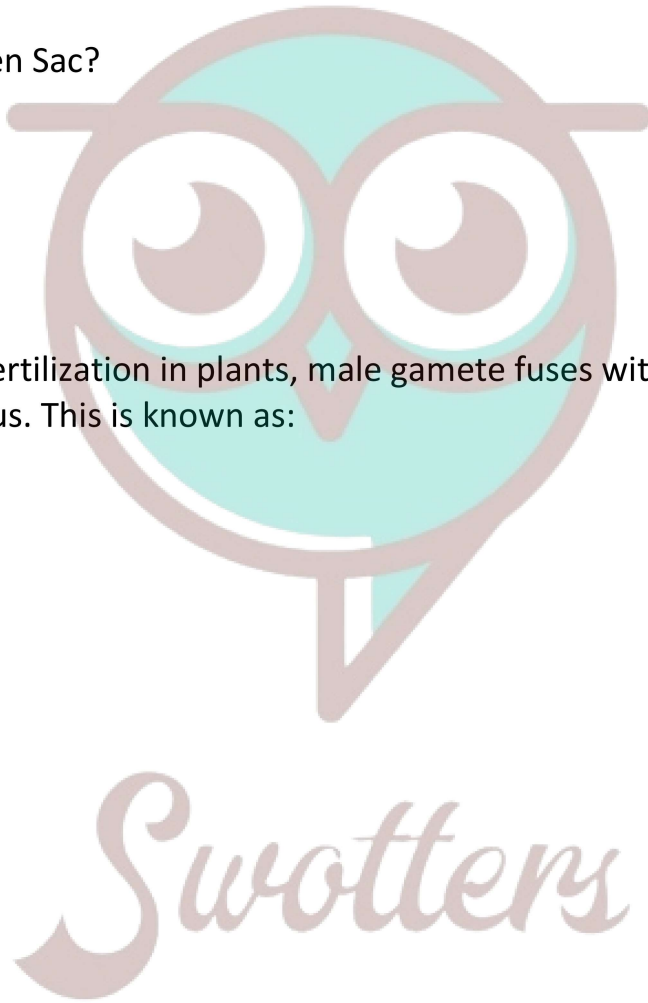 en Sac?
ertilization in plants, male gamete fuses wit
us. This is known as:
Swotters